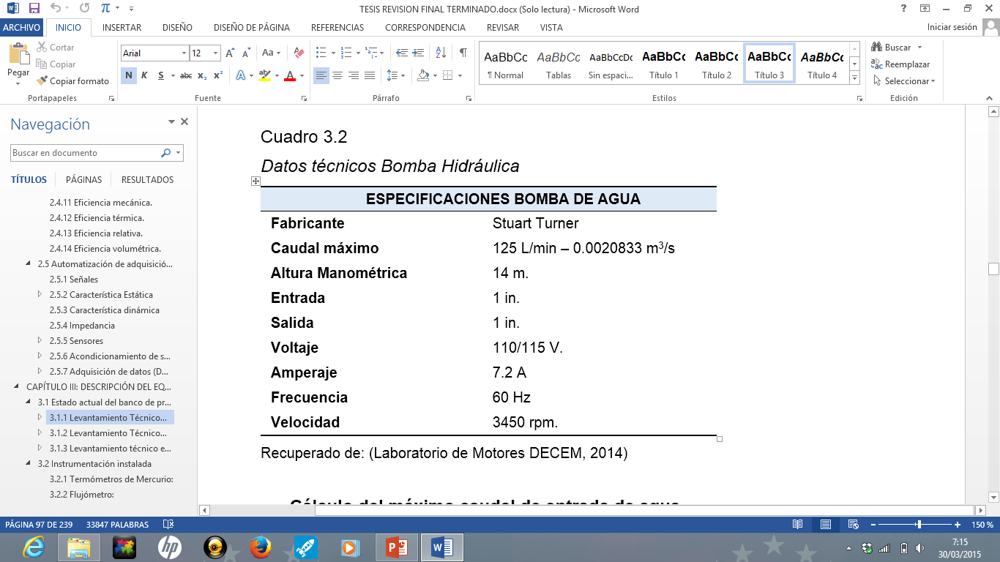 TESIS REVISION FINAL TERMINADO.docx (Solo lectura) - Microsoft Word
ARCHIVO INICIO INSERTAR DISEÑO DISEÑO DE PÁGINA REFERENCIAS CORRESPONDENCIA REVISAR VISTA Iniciar sesión
Pegar
Cortar
Copiar
Copiar formato
Portapapeles
Arial 12
N K S abc x₂ x²
Fuente
Párrafo
AaBbCc AaBbCc AaBbCcDc AaBbCc AaBbCc AaBbCc AaBbCc
¶ Normal Tablas Sin espaci... Título 1 Título 2 Título 3 Título 4
Estilos
Buscar
Reemplazar
Seleccionar
Edición
Navegación
Buscar en documento
TÍTULOS PÁGINAS RESULTADOS
2.4.11 Eficiencia mecánica.
2.4.12 Eficiencia térmica.
2.4.13 Eficiencia relativa.
2.4.14 Eficiencia volumétrica.
2.5 Automatización de adquisició...
2.5.1 Señales
2.5.2 Característica Estática
2.5.3 Característica dinámica
2.5.4 Impedancia
2.5.5 Sensores
2.5.6 Acondicionamiento de s...
2.5.7 Adquisición de datos (D...
CAPÍTULO III: DESCRIPCIÓN DEL EQ...
3.1 Estado actual del banco de pr...
3.1.1 Levantamiento Técnico...
3.1.2 Levantamiento Técnico...
3.1.3 Levantamiento técnico e...
3.2 Instrumentación instalada
3.2.1 Termómetros de Mercurio:
3.2.2 Flujómetro:
Cuadro 3.2
Datos técnicos Bomba Hidráulica
ESPECIFICACIONES BOMBA DE AGUA
Fabricante Stuart Turner
Caudal máximo 125 L/min – 0.0020833 m³/s
Altura Manométrica 14 m.
Entrada 1 in.
Salida 1 in.
Voltaje 110/115 V.
Amperaje 7.2 A
Frecuencia 60 Hz
Velocidad 3450 rpm.
Recuperado de: (Laboratorio de Motores DECEM, 2014)
Cálculo del máximo caudal de entrada de agua
PÁGINA 97 DE 239 33847 PALABRAS 150 %
7:15
30/03/2015